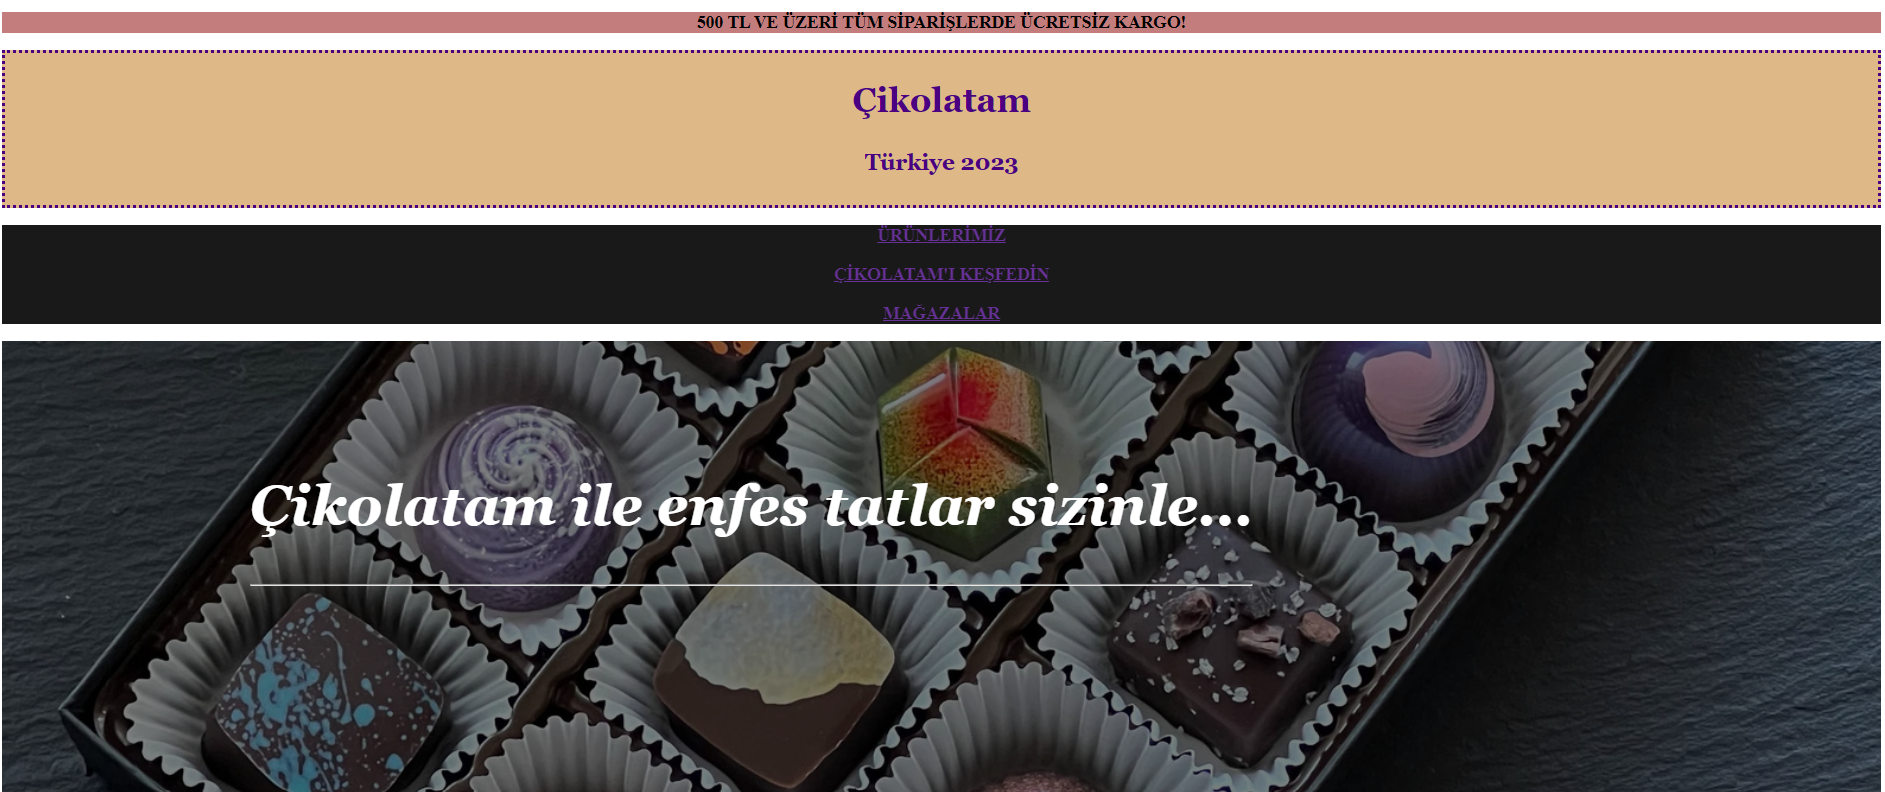 500 TL VE ÜZERİ TÜM SİPARİŞLERDE ÜCRETSİZ KARGO!
Çikolatam
Türkiye 2023
ÜRÜNLERİMİZ
ÇİKOLATAM'I KEŞFEDİN
MAĞAZALAR
Çikolatam ile enfes tatlar sizinle...